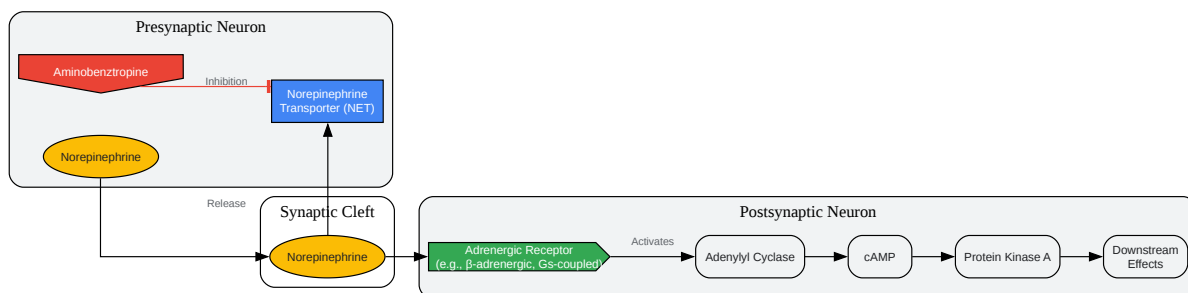 Presynaptic Neuron
Aminobenztropine
Inhibition
Norepinephrine
Transporter (NET)
Norepinephrine
Release
Synaptic Cleft
Norepinephrine
Postsynaptic Neuron
Adrenergic Receptor
(e.g., β-adrenergic, Gs-coupled)
Activates
Adenylyl Cyclase
cAMP
Protein Kinase A
Downstream
Effects